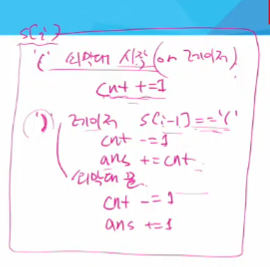 s[i]
'(' 쇠막대 시작 (or 레이저)
cnt += 1
')' 레이저 s[i-1] == '('
cnt -= 1
ans += cnt
쇠막대 끝
cnt -= 1
ans += 1